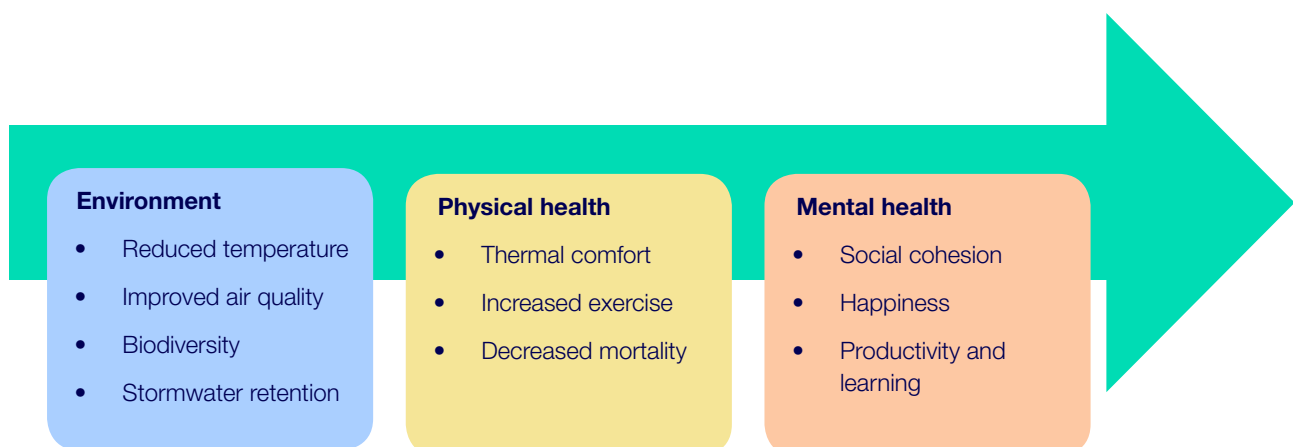 Environment
• Reduced temperature
• Improved air quality
• Biodiversity
• Stormwater retention
Physical health
• Thermal comfort
• Increased exercise
• Decreased mortality
Mental health
• Social cohesion
• Happiness
• Productivity and
learning